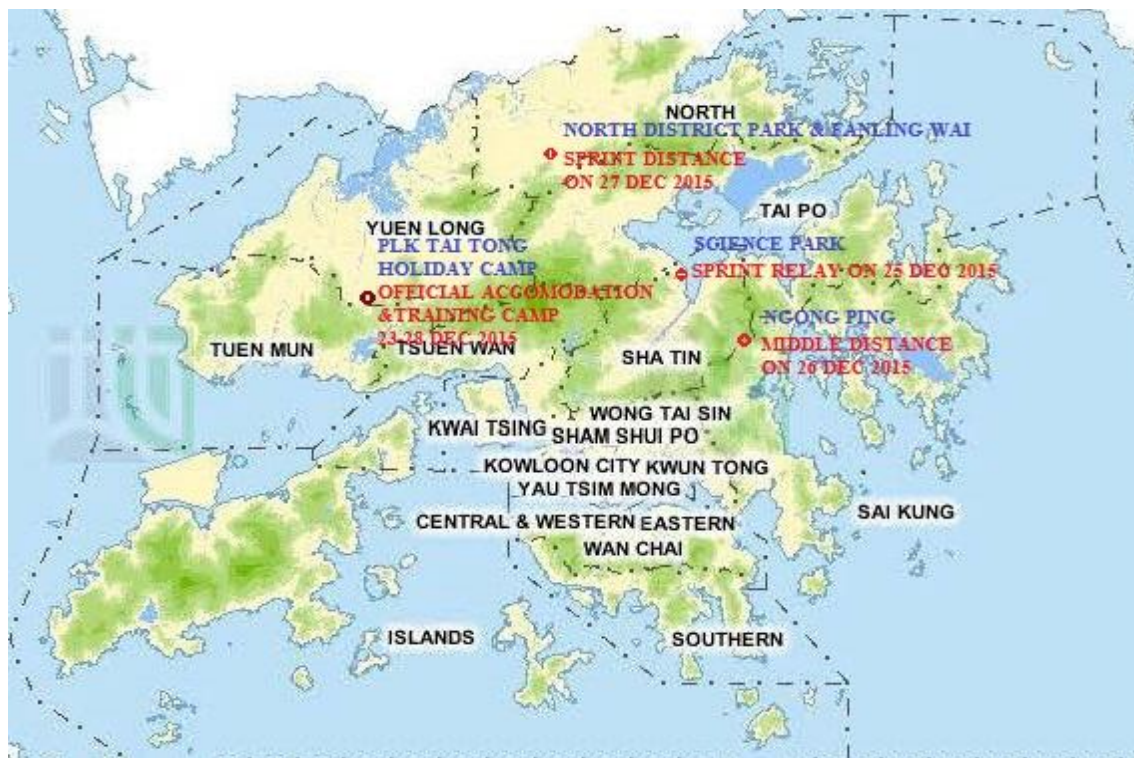 NORTH
NORTH DISTRICT PARK & FANLING WAI
SPRINT DISTANCE
ON 27 DEC 2015
TAI PO
YUEN LONG
PLK TAI TONG
HOLIDAY CAMP
OFFICIAL ACCOMODATION
&TRAINING CAMP
23-28 DEC 2015
SCIENCE PARK
SPRINT RELAY ON 25 DEC 2015
NGONG PING
MIDDLE DISTANCE
ON 26 DEC 2015
TUEN MUN
TSUEN WAN
SHA TIN
WONG TAI SIN
KWAI TSING
SHAM SHUI PO
KOWLOON CITY
KWUN TONG
YAU TSIM MONG
SAI KUNG
CENTRAL & WESTERN
EASTERN
WAN CHAI
ISLANDS
SOUTHERN